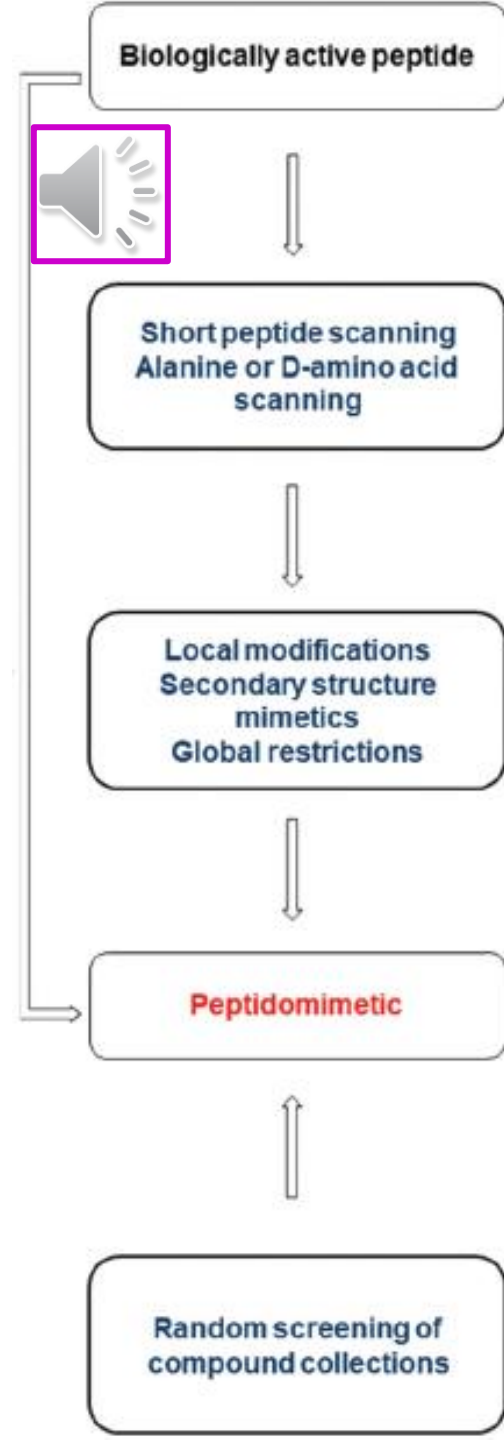 Biologically active peptide
Short peptide scanning
Alanine or D-amino acid
scanning
Local modifications
Secondary structure
mimetics
Global restrictions
Peptidomimetic
Random screening of
compound collections